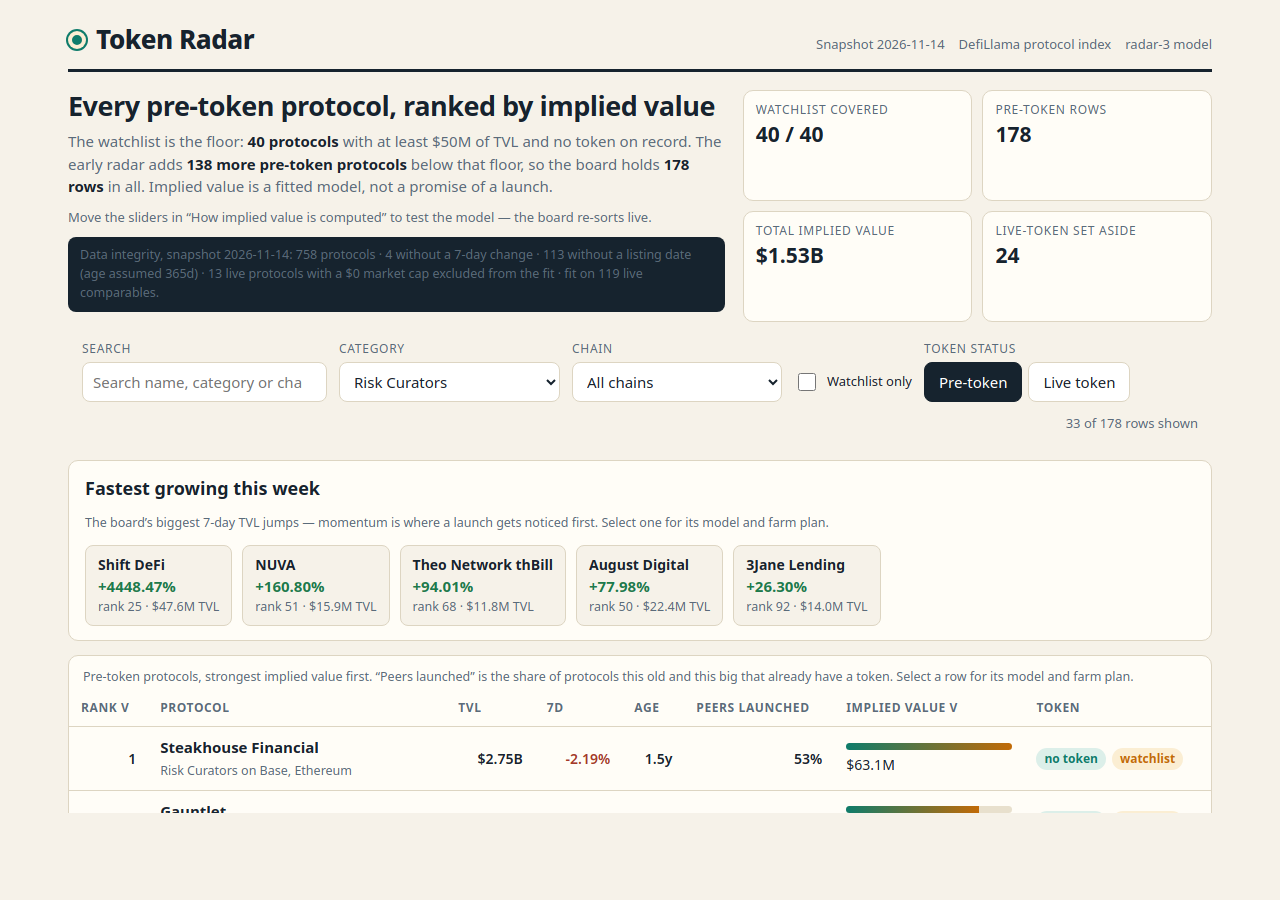 Token Radar
Snapshot 2026-11-14 DefiLlama protocol index radar-3 model
Every pre-token protocol, ranked by implied value
The watchlist is the floor: 40 protocols with at least $50M of TVL and no token on record. The
early radar adds 138 more pre-token protocols below that floor, so the board holds 178
rows in all. Implied value is a fitted model, not a promise of a launch.
Move the sliders in “How implied value is computed” to test the model — the board re-sorts live.
Data integrity, snapshot 2026-11-14: 758 protocols · 4 without a 7-day change · 113 without a listing date
(age assumed 365d) · 13 live protocols with a $0 market cap excluded from the fit · fit on 119 live
comparables.
WATCHLIST COVERED
40 / 40
PRE-TOKEN ROWS
178
TOTAL IMPLIED VALUE
$1.53B
LIVE-TOKEN SET ASIDE
24
SEARCH CATEGORY CHAIN TOKEN STATUS
Search name, category or cha Risk Curators All chains Watchlist only Pre-token Live token
33 of 178 rows shown
Fastest growing this week
The board’s biggest 7-day TVL jumps — momentum is where a launch gets noticed first. Select one for its model and farm plan.
Shift DeFi
+4448.47%
rank 25 · $47.6M TVL
NUVA
+160.80%
rank 51 · $15.9M TVL
Theo Network thBill
+94.01%
rank 68 · $11.8M TVL
August Digital
+77.98%
rank 50 · $22.4M TVL
3Jane Lending
+26.30%
rank 92 · $14.0M TVL
Pre-token protocols, strongest implied value first. “Peers launched” is the share of protocols this old and this big that already have a token. Select a row for its model and farm plan.
RANK V PROTOCOL TVL 7D AGE PEERS LAUNCHED IMPLIED VALUE V TOKEN
1 Steakhouse Financial $2.75B -2.19% 1.5y 53% $63.1M no token watchlist
Risk Curators on Base, Ethereum
Gauntlet